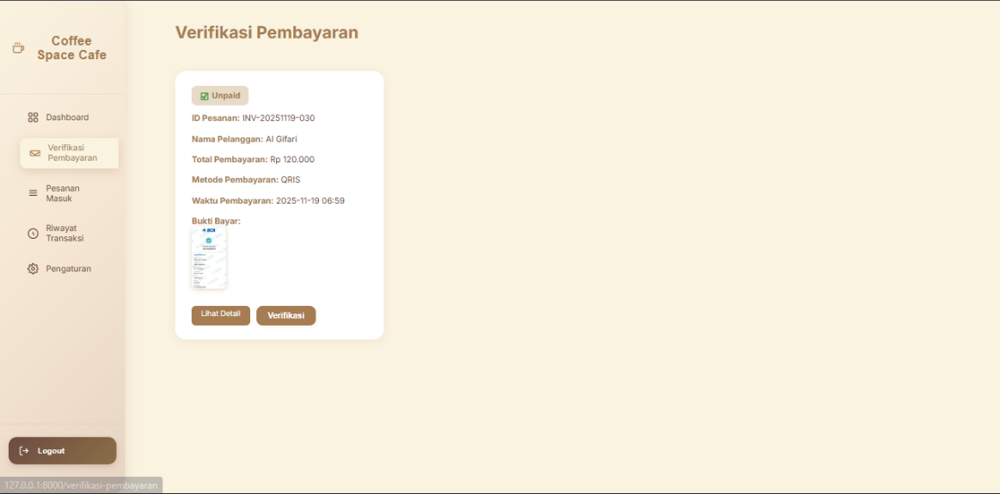 Coffee
Space Cafe
Dashboard
Verifikasi
Pembayaran
Pesanan
Masuk
Riwayat
Transaksi
Pengaturan
Logout
Verifikasi Pembayaran
Unpaid
ID Pesanan: INV-20251119-030
Nama Pelanggan: Al Gifari
Total Pembayaran: Rp 120.000
Metode Pembayaran: QRIS
Waktu Pembayaran: 2025-11-19 06:59
Bukti Bayar:
BCA
Lihat Detail
Verifikasi
127.0.0.1:8000/verifikasi-pembayaran